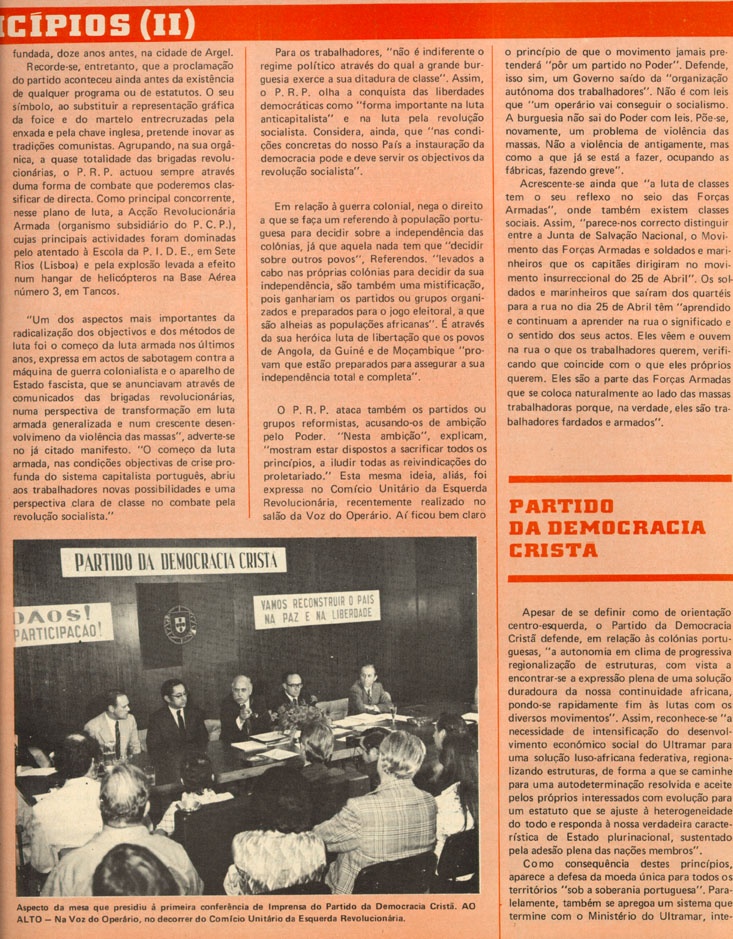 CÍPIOS (II)
fundada, doze anos antes, na cidade de Argel.
Recorde-se, entretanto, que a proclamação
do partido aconteceu ainda antes da existência
de qualquer programa ou de estatutos. O seu
símbolo, ao substituir a representação gráfica
da foice e do martelo entrecruzadas pela
enxada e pela chave inglesa, pretende inovar as
tradições comunistas. Agrupando, na sua orgâ-
nica, a quase totalidade das brigadas revolu-
cionárias, o P. R. P. actuou sempre através
duma forma de combate que poderemos clas-
sificar de directa. Como principal concorrente,
nesse plano de luta, a Acção Revolucionária
Armada (organismo subsidiário do P. C. P.),
cujas principais actividades foram dominadas
pelo atentado à Escola da P. I. D. E., em Sete
Rios (Lisboa) e pela explosão levada a efeito
num hangar de helicópteros na Base Aérea
número 3, em Tancos.
"Um dos aspectos mais importantes da
radicalização dos objectivos e dos métodos de
luta foi o começo da luta armada nos últimos
anos, expressa em actos de sabotagem contra a
máquina de guerra colonialista e o aparelho de
Estado fascista, que se anunciavam através de
comunicados das brigadas revolucionárias,
numa perspectiva de transformação em luta
armada generalizada e num crescente desen-
volvimeno da violência das massas", adverte-se
no já citado manifesto. "O começo da luta
armada, nas condições objectivas de crise pro-
funda do sistema capitalista português, abriu
aos trabalhadores novas possibilidades e uma
perspectiva clara de classe no combate pela
revolução socialista."
Para os trabalhadores, "não é indiferente o
regime político através do qual a grande bur-
guesia exerce a sua ditadura de classe". Assim,
o P. R. P. olha a conquista das liberdades
democráticas como "forma importante na luta
anticapitalista" e na luta pela revolução
socialista. Considera, ainda, que "nas condi-
ções concretas do nosso País a instauração da
democracia pode e deve servir os objectivos da
revolução socialista".
Em relação à guerra colonial, nega o direito
a que se faça um referendo à população portu-
guesa para decidir sobre a independência das
colónias, já que aquela nada tem que "decidir
sobre outros povos", Referendos. "levados a
cabo nas próprias colónias para decidir da sua
independência, são também uma mistificação,
pois ganhariam os partidos ou grupos organi-
zados e preparados para o jogo eleitoral, a que
são alheias as populações africanas". É através
da sua heróica luta de libertação que os povos
de Angola, da Guiné e de Moçambique "pro-
vam que estão preparados para assegurar a sua
independência total e completa".
O P. R. P. ataca também os partidos ou
grupos reformistas, acusando-os de ambição
pelo Poder. "Nesta ambição", explicam,
"mostram estar dispostos a sacrificar todos os
princípios, a iludir todas as reivindicações do
proletariado." Esta mesma ideia, aliás, foi
expressa no Comício Unitário da Esquerda
Revolucionária, recentemente realizado no
salão da Voz do Operário. Aí ficou bem claro
o princípio de que o movimento jamais pre-
tenderá "pôr um partido no Poder". Defende,
isso sim, um Governo saído da "organização
autónoma dos trabalhadores". Não é com leis
que "um operário vai conseguir o socialismo.
A burguesia não sai do Poder com leis. Põe-se,
novamente, um problema de violência das
massas. Não a violência de antigamente, mas
como a que já se está a fazer, ocupando as
fábricas, fazendo greve".
Acrescente-se ainda que "a luta de classes
tem o seu reflexo no seio das Forças
Armadas", onde também existem classes
sociais. Assim, "parece-nos correcto distinguir
entre a Junta de Salvação Nacional, o Movi-
mento das Forças Armadas e soldados e mari-
nheiros que os capitães dirigiram no movi-
mento insurreccional do 25 de Abril". Os sol-
dados e marinheiros que saíram dos quartéis
para a rua no dia 25 de Abril têm "aprendido
e continuam a aprender na rua o significado e
o sentido dos seus actos. Eles vêem e ouvem
na rua o que os trabalhadores querem, verifi-
cando que coincide com o que eles próprios
querem. Eles são a parte das Forças Armadas
que se coloca naturalmente ao lado das massas
trabalhadoras porque, na verdade, eles são tra-
balhadores fardados e armados".
PARTIDO
DA DEMOCRACIA
CRISTA
Apesar de se definir como de orientação
centro-esquerda, o Partido da Democracia
Cristã defende, em relação às colónias portu-
guesas, "a autonomia em clima de progressiva
regionalização de estruturas, com vista a
encontrar-se a expressão plena de uma solução
duradoura da nossa continuidade africana,
pondo-se rapidamente fim às lutas com os
diversos movimentos". Assim, reconhece-se "a
necessidade de intensificação do desenvol-
vimento económico social do Ultramar para
uma solução luso-africana federativa, regiona-
lizando estruturas, de forma a que se caminhe
para uma autodeterminação resolvida e aceite
pelos próprios interessados com evolução para
um estatuto que se ajuste à heterogeneidade
do todo e responda à nossa verdadeira caracte-
rística de Estado plurinacional, sustentado
pela adesão plena das nações membros".
Como consequência destes princípios,
aparece a defesa da moeda única para todos os
territórios "sob a soberania portuguesa". Para-
lelamente, também se apregoa um sistema que
termine com o Ministério do Ultramar, inte-
PARTIDO DA DEMOCRACIA CRISTÃ
DAOS!
PARTICIPAÇAO!
VAMOS RECONSTRUIR O PAIS
NA PAZ E NA LIBERDADE
Aspecto da mesa que presidiu à primeira conferência de Imprensa do Partido da Democracia Cristã. AO
ALTO — Na Voz do Operário, no decorrer do Comício Unitário da Esquerda Revolucionária.